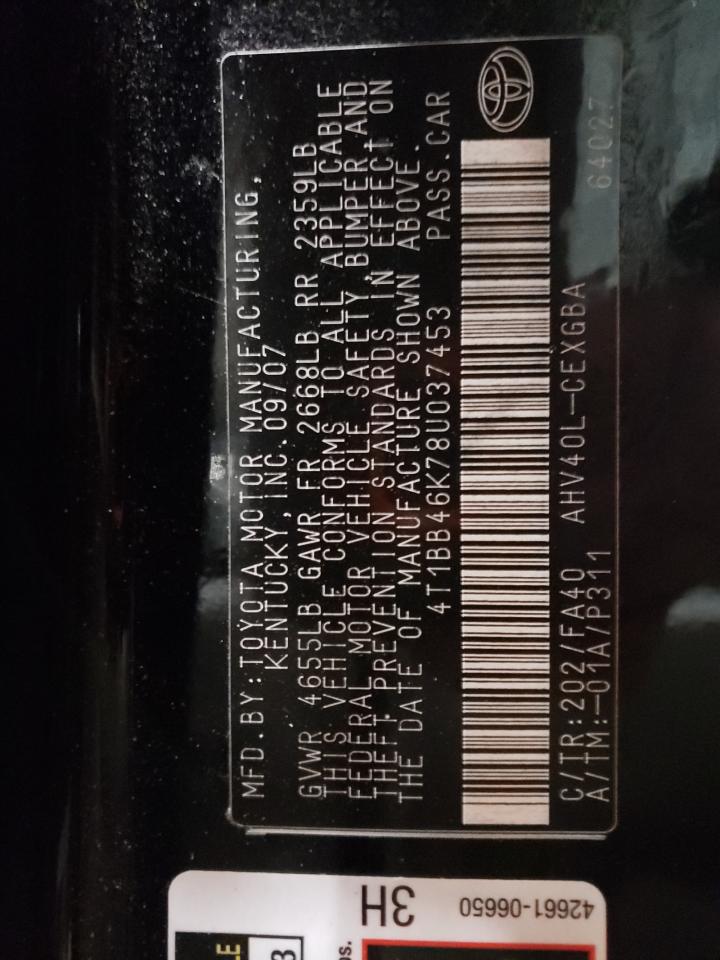 MFD.BY:TOYOTA MOTOR MANUFACTURING,
KENTUCKY,INC.09/07
GVWR 4655LB GAWR FR 2668LB RR 2359LB
THIS VEHICLE CONFORMS TO ALL APPLICABLE
FEDERAL MOTOR VEHICLE SAFETY,BUMPER,AND
THEFT PREVENTION STANDARDS IN EFFECT ON
THE DATE OF MANUFACTURE SHOWN ABOVE.
4T1BB46K78U037453 PASS.CAR
C/TR:202/FA40 AHV40L-CEXGBA
A/TM:-01A/P311 64027
3H
42661-06650